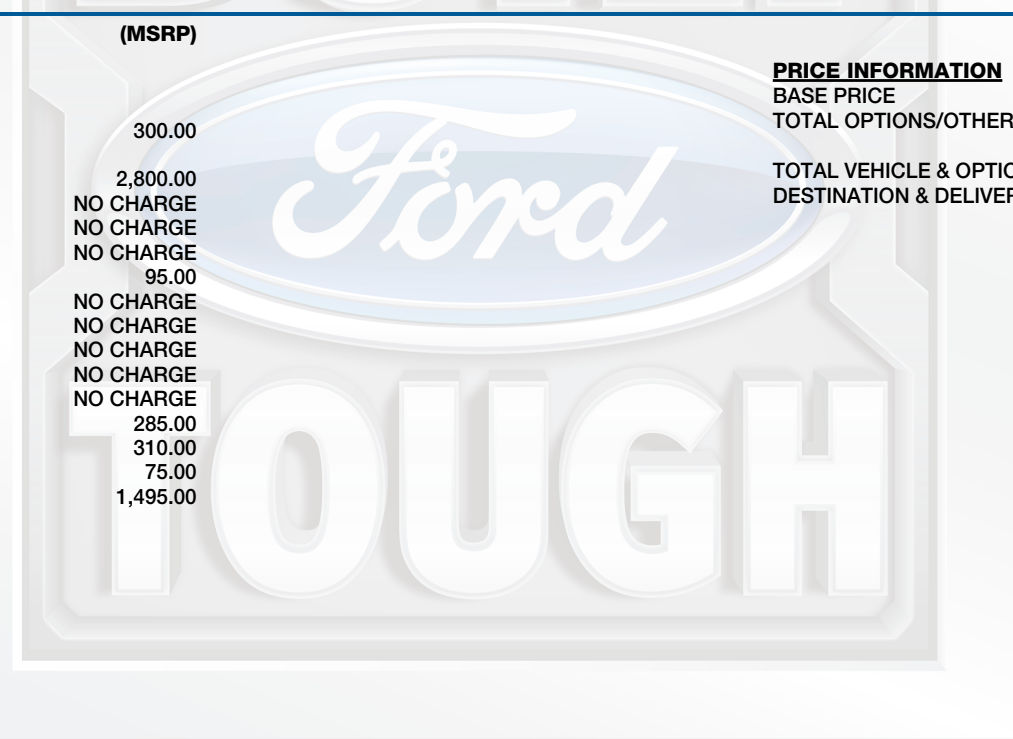 (MSRP)
300.00
2,800.00
NO CHARGE
NO CHARGE
NO CHARGE
95.00
NO CHARGE
NO CHARGE
NO CHARGE
NO CHARGE
NO CHARGE
285.00
310.00
75.00
1,495.00
PRICE INFORMATION
BASE PRICE
TOTAL OPTIONS/OTHER
TOTAL VEHICLE & OPTIO
DESTINATION & DELIVER
Ford
TOUGH